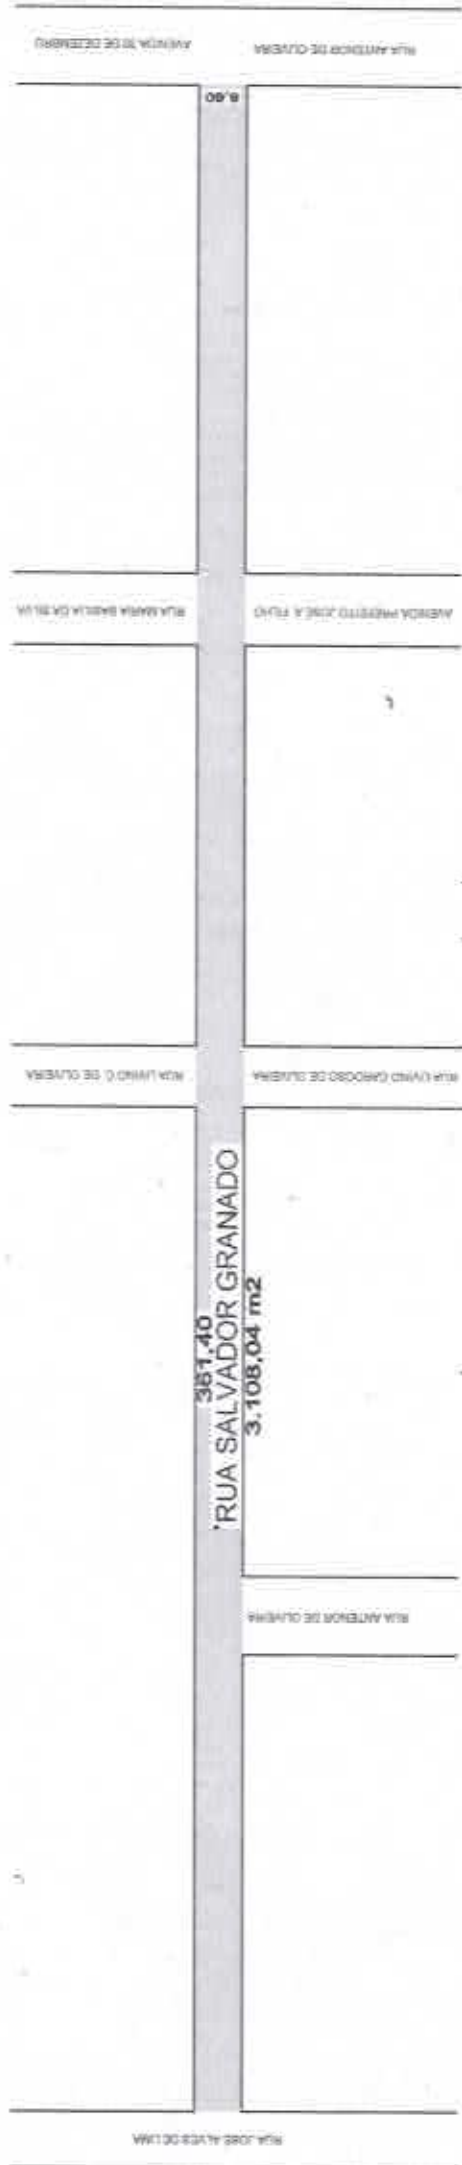 AVENIDA 30 DE DEZEMBRO
RUA ANTENOR DE OLIVEIRA
8,60
RUA MARIA BASILIA DA SILVA
AVENIDA PREFEITO JOSÉ A. FILHO
RUA LIVINO C. DE OLIVEIRA
RUA LIVINO CARDOSO DE OLIVEIRA
361,40
RUA SALVADOR GRANADO
3.108,04 m2
RUA ANTENOR DE OLIVEIRA
RUA JOSE ALVES DE LIMA